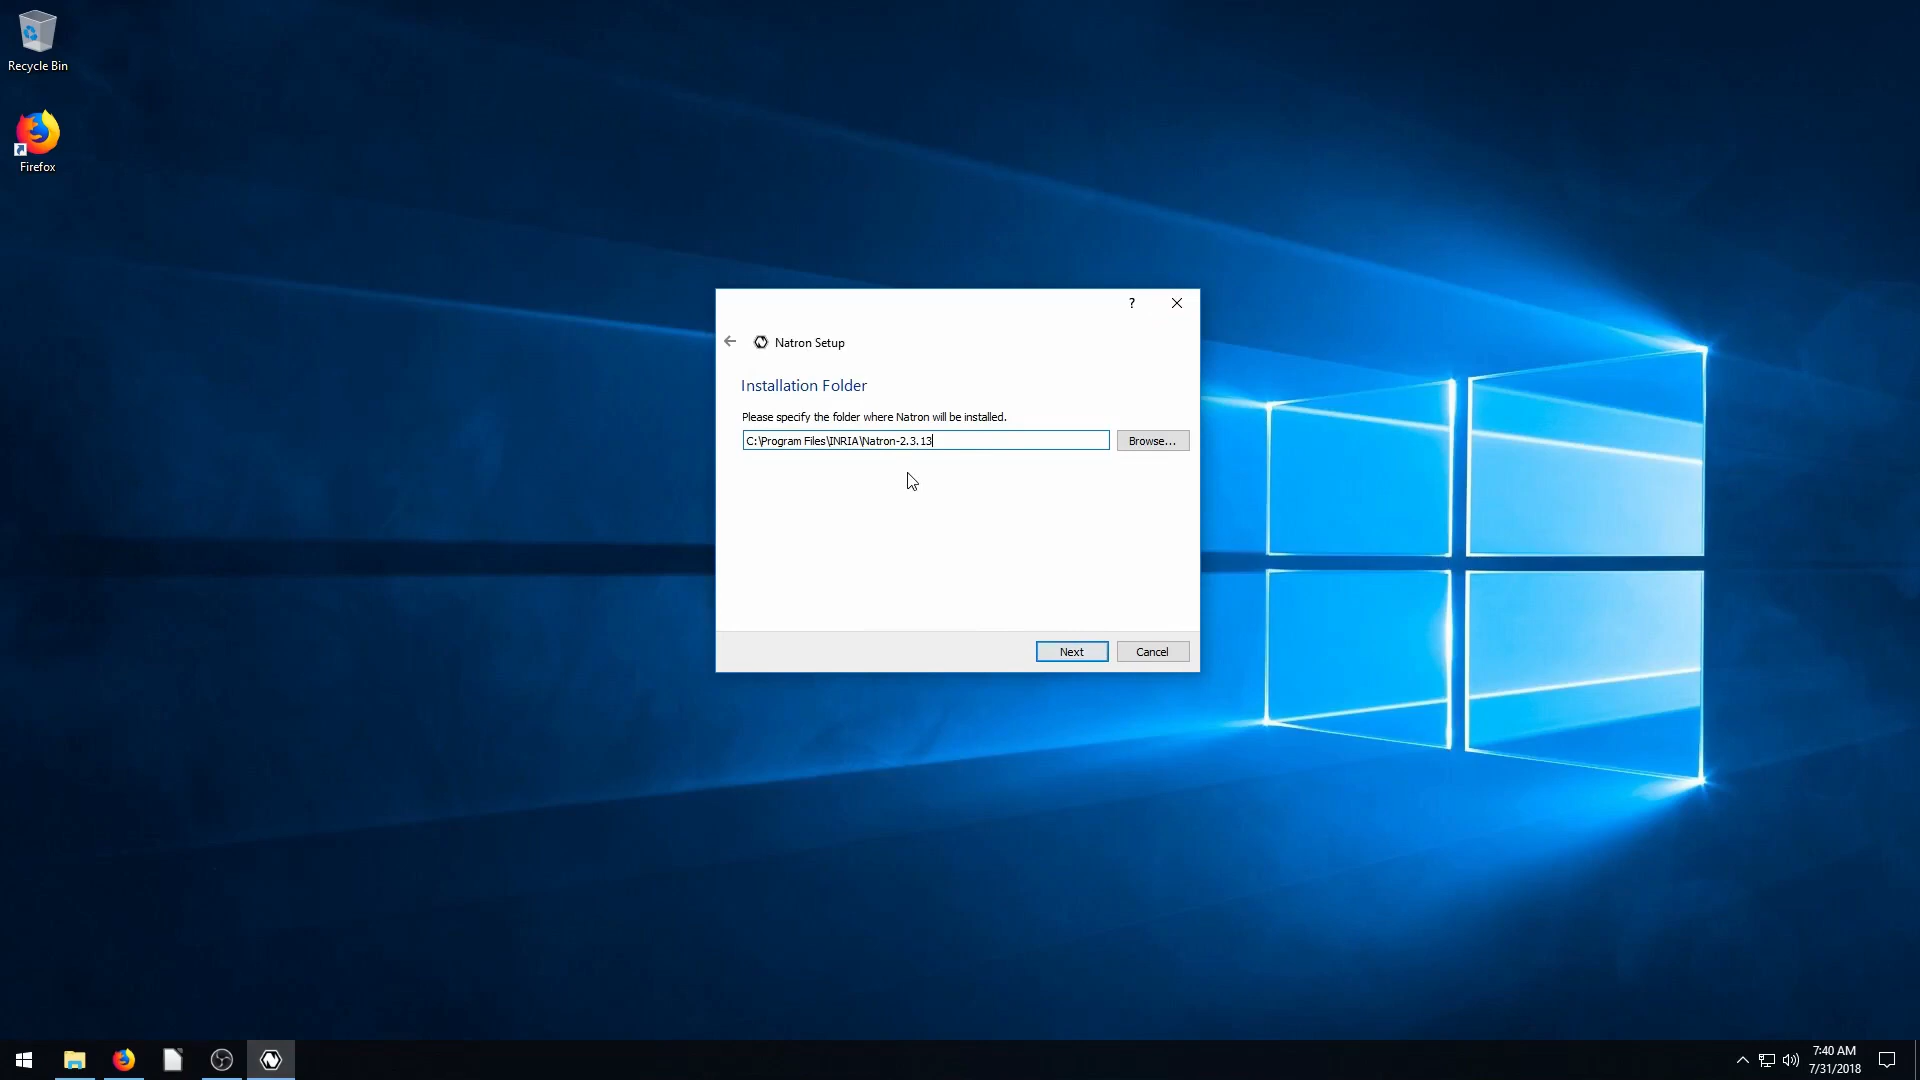 Recycle Bin
Firefox
?
Natron Setup
Installation Folder
Please specify the folder where Natron will be installed.
C:\Program Files\INRIA\Natron-2.3.13
Browse...
Next
Cancel
7:40 AM
7/31/2018